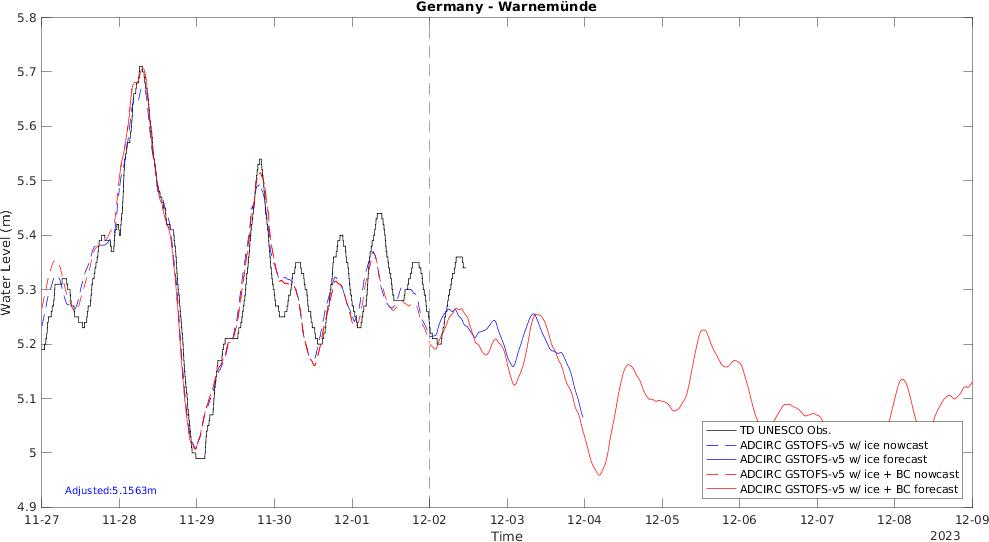 Germany - Warnemünde
5.8
5.7
5.6
5.5
5.4
5.3
5.2
5.1
5
4.9
Water Level (m)
TD UNESCO Obs.
ADCIRC GSTOFS-v5 w/ ice nowcast
ADCIRC GSTOFS-v5 w/ ice forecast
ADCIRC GSTOFS-v5 w/ ice + BC nowcast
ADCIRC GSTOFS-v5 w/ ice + BC forecast
Adjusted:5.1563m
11-27 11-28 11-29 11-30 12-01 12-02 12-03 12-04 12-05 12-06 12-07 12-08 12-09
Time
2023